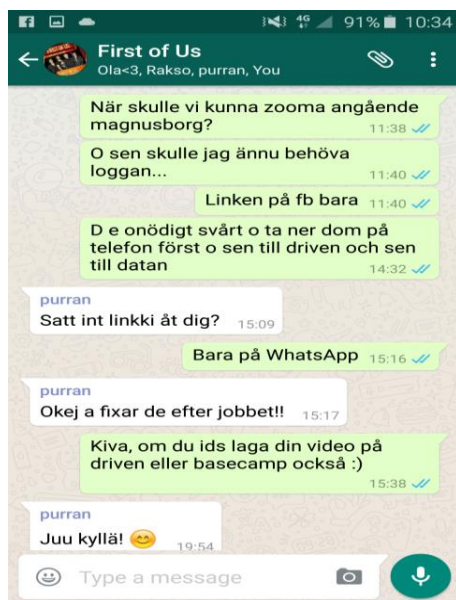 4G 91% 10:34
First of Us
Ola<3, Rakso, purran, You
När skulle vi kunna zooma angående
magnusborg?
11:38
O sen skulle jag ännu behöva
loggan...
11:40
Linken på fb bara 11:40
D e onödigt svårt o ta ner dom på
telefon först o sen till driven och sen
till datan
14:32
purran
Satt int linkki åt dig? 15:09
Bara på WhatsApp 15:16
purran
Okej a fixar de efter jobbet!! 15:17
Kiva, om du ids laga din video på
driven eller basecamp också :)
15:38
purran
Juu kyllä! 😊 19:54
Type a message